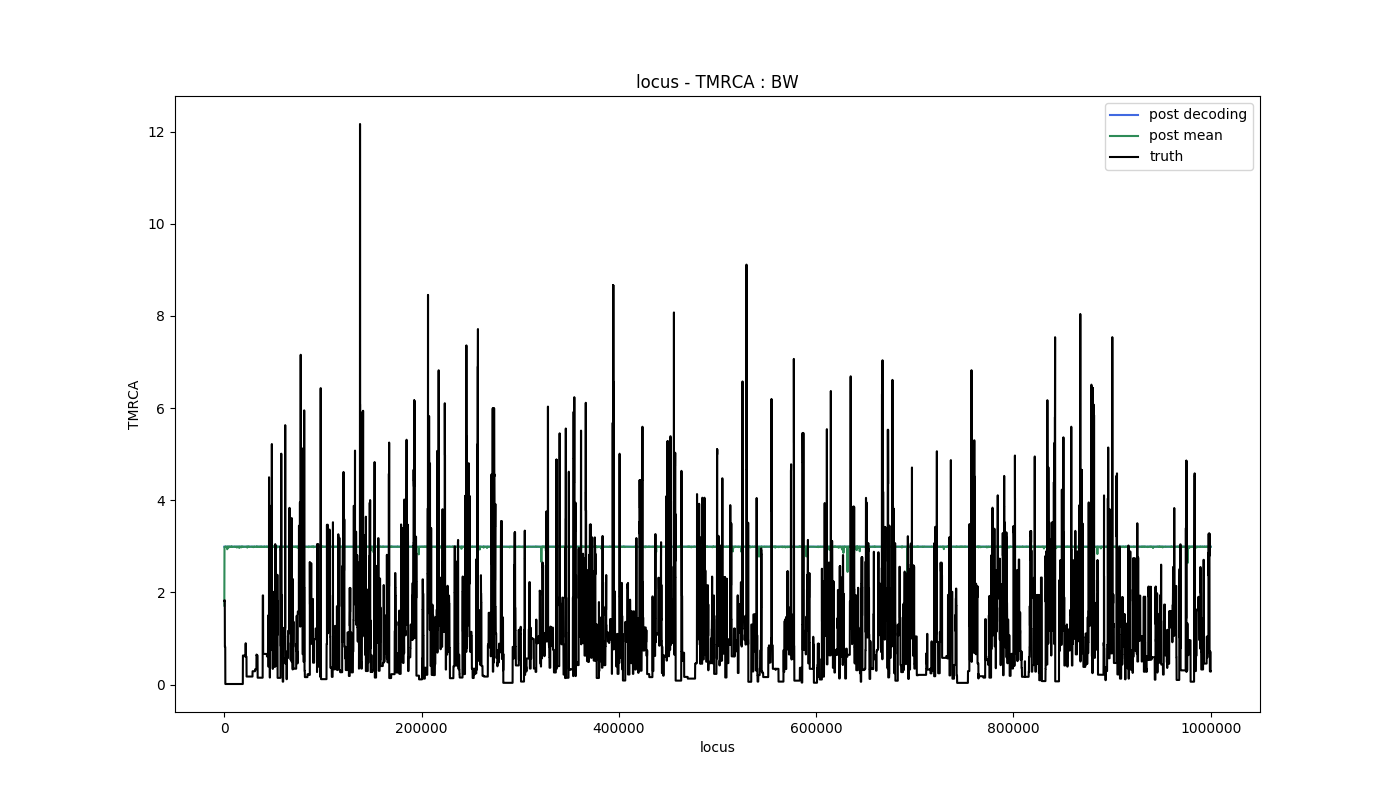 locus - TMRCA : BW
post decoding
post mean
truth
TMRCA
12
10
8
6
4
2
0
0 200000 400000 600000 800000 1000000
locus